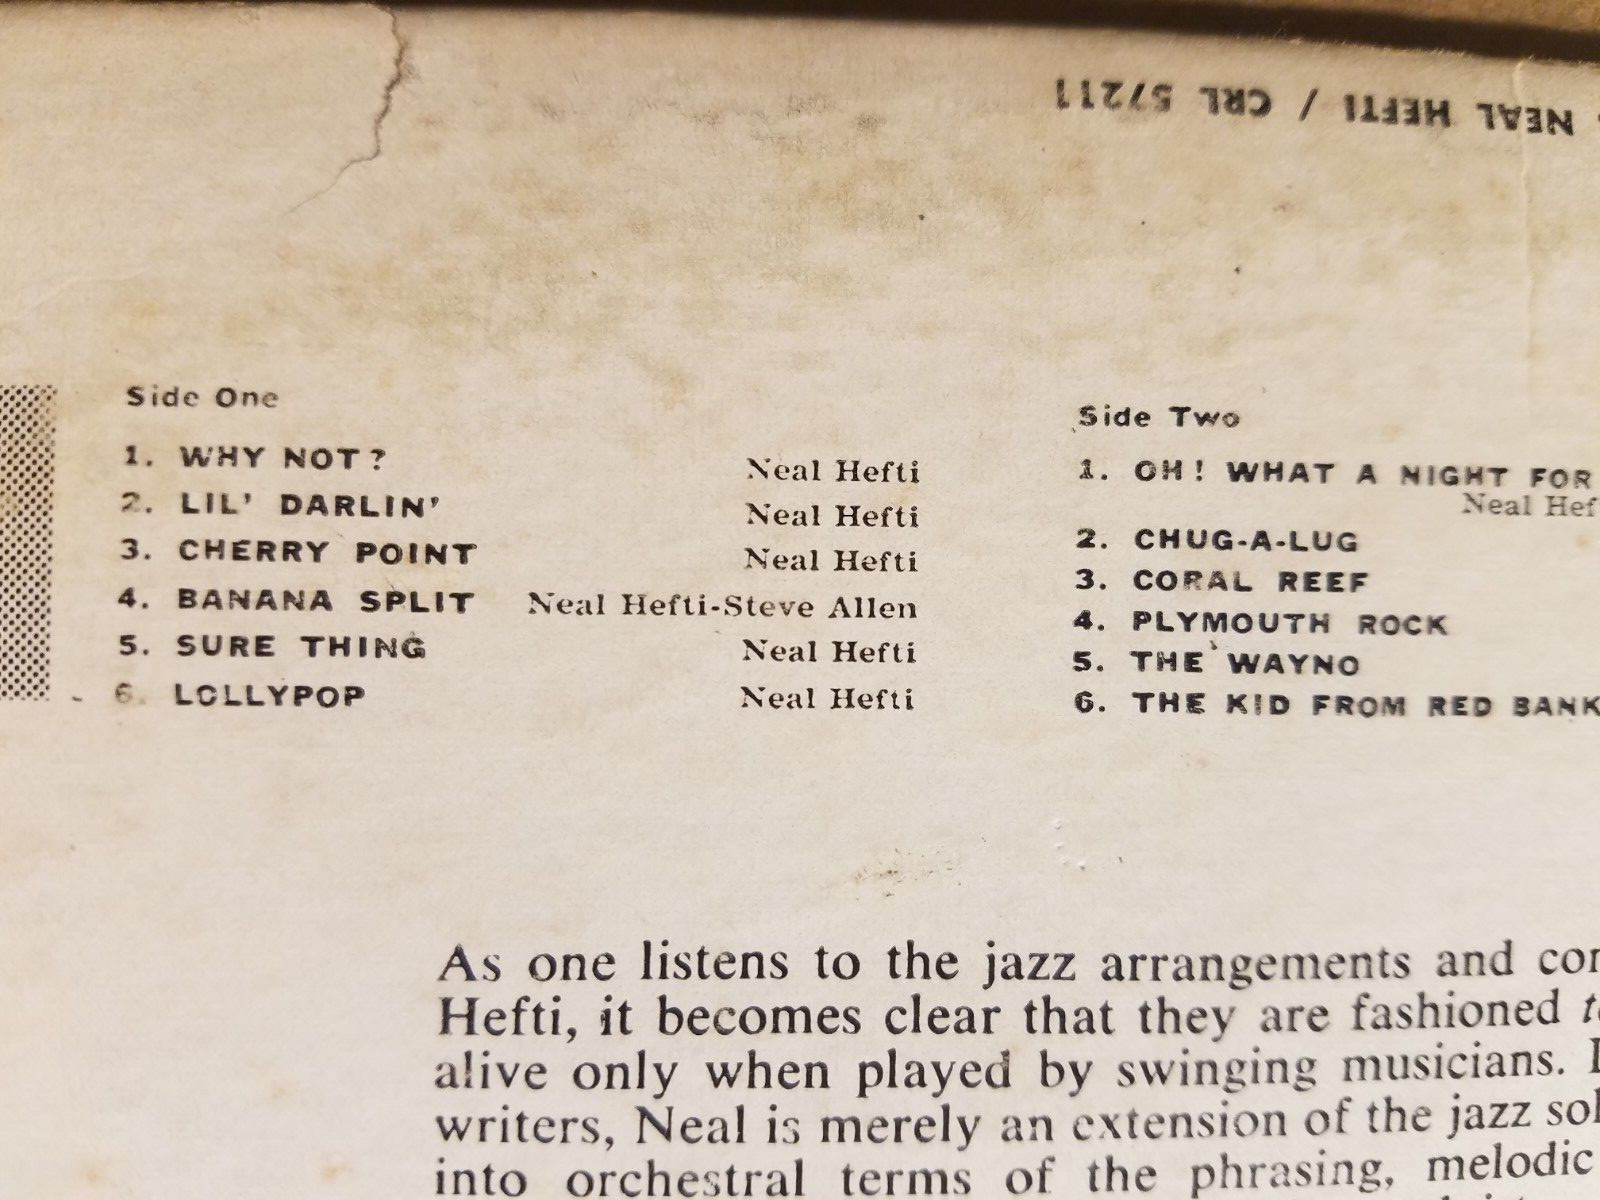 NEAL HEFTI / CRL 57211
Side One
1. WHY NOT? Neal Hefti
2. LIL' DARLIN' Neal Hefti
3. CHERRY POINT Neal Hefti
4. BANANA SPLIT Neal Hefti-Steve Allen
5. SURE THING Neal Hefti
6. LOLLYPOP Neal Hefti
Side Two
1. OH! WHAT A NIGHT FOR
Neal Hef
2. CHUG-A-LUG
3. CORAL REEF
4. PLYMOUTH ROCK
5. THE WAYNO
6. THE KID FROM RED BANK
As one listens to the jazz arrangements and
Hefti, it becomes clear that they are fashioned
alive only when played by swinging musicians.
writers, Neal is merely an extension of the jazz
into orchestral terms of the phrasing, melodic